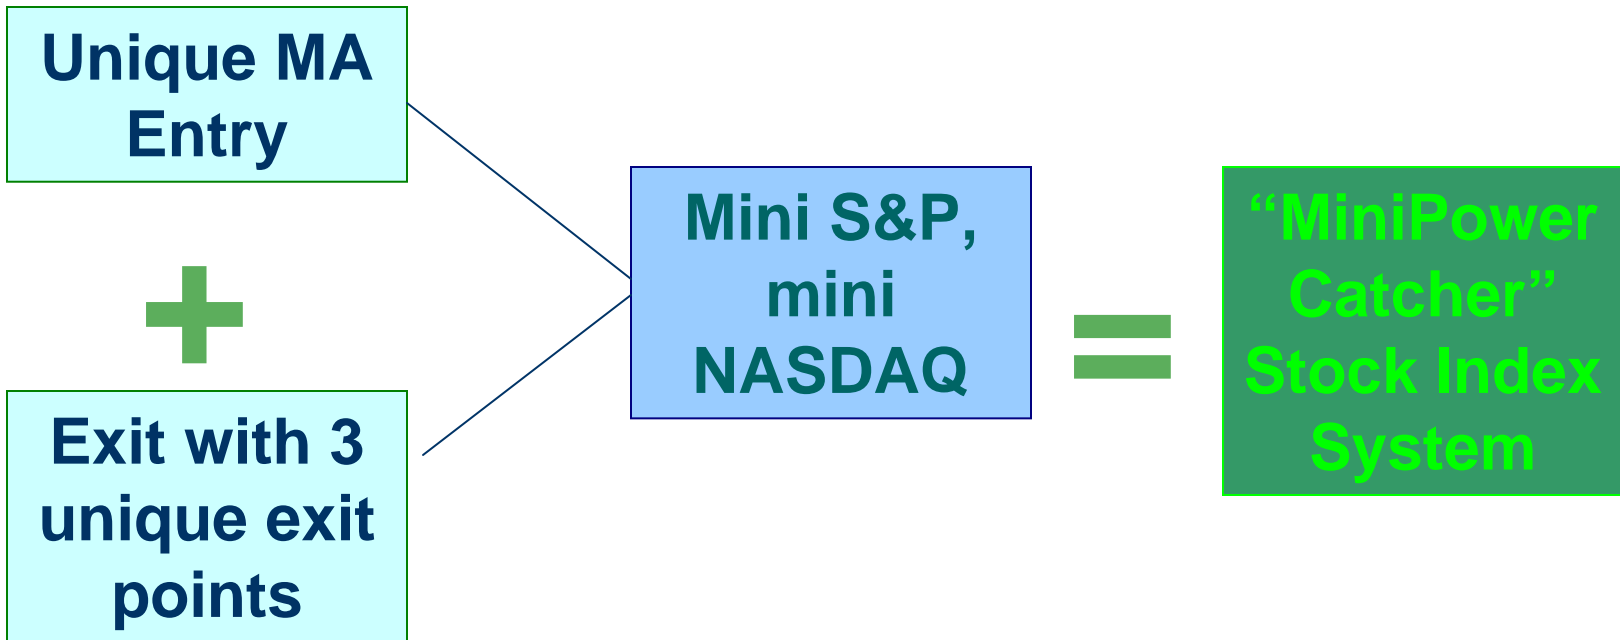 Unique MA
Entry
+
Exit with 3
unique exit
points
Mini S&P,
mini
NASDAQ
=
“MiniPower
Catcher”
Stock Index
System